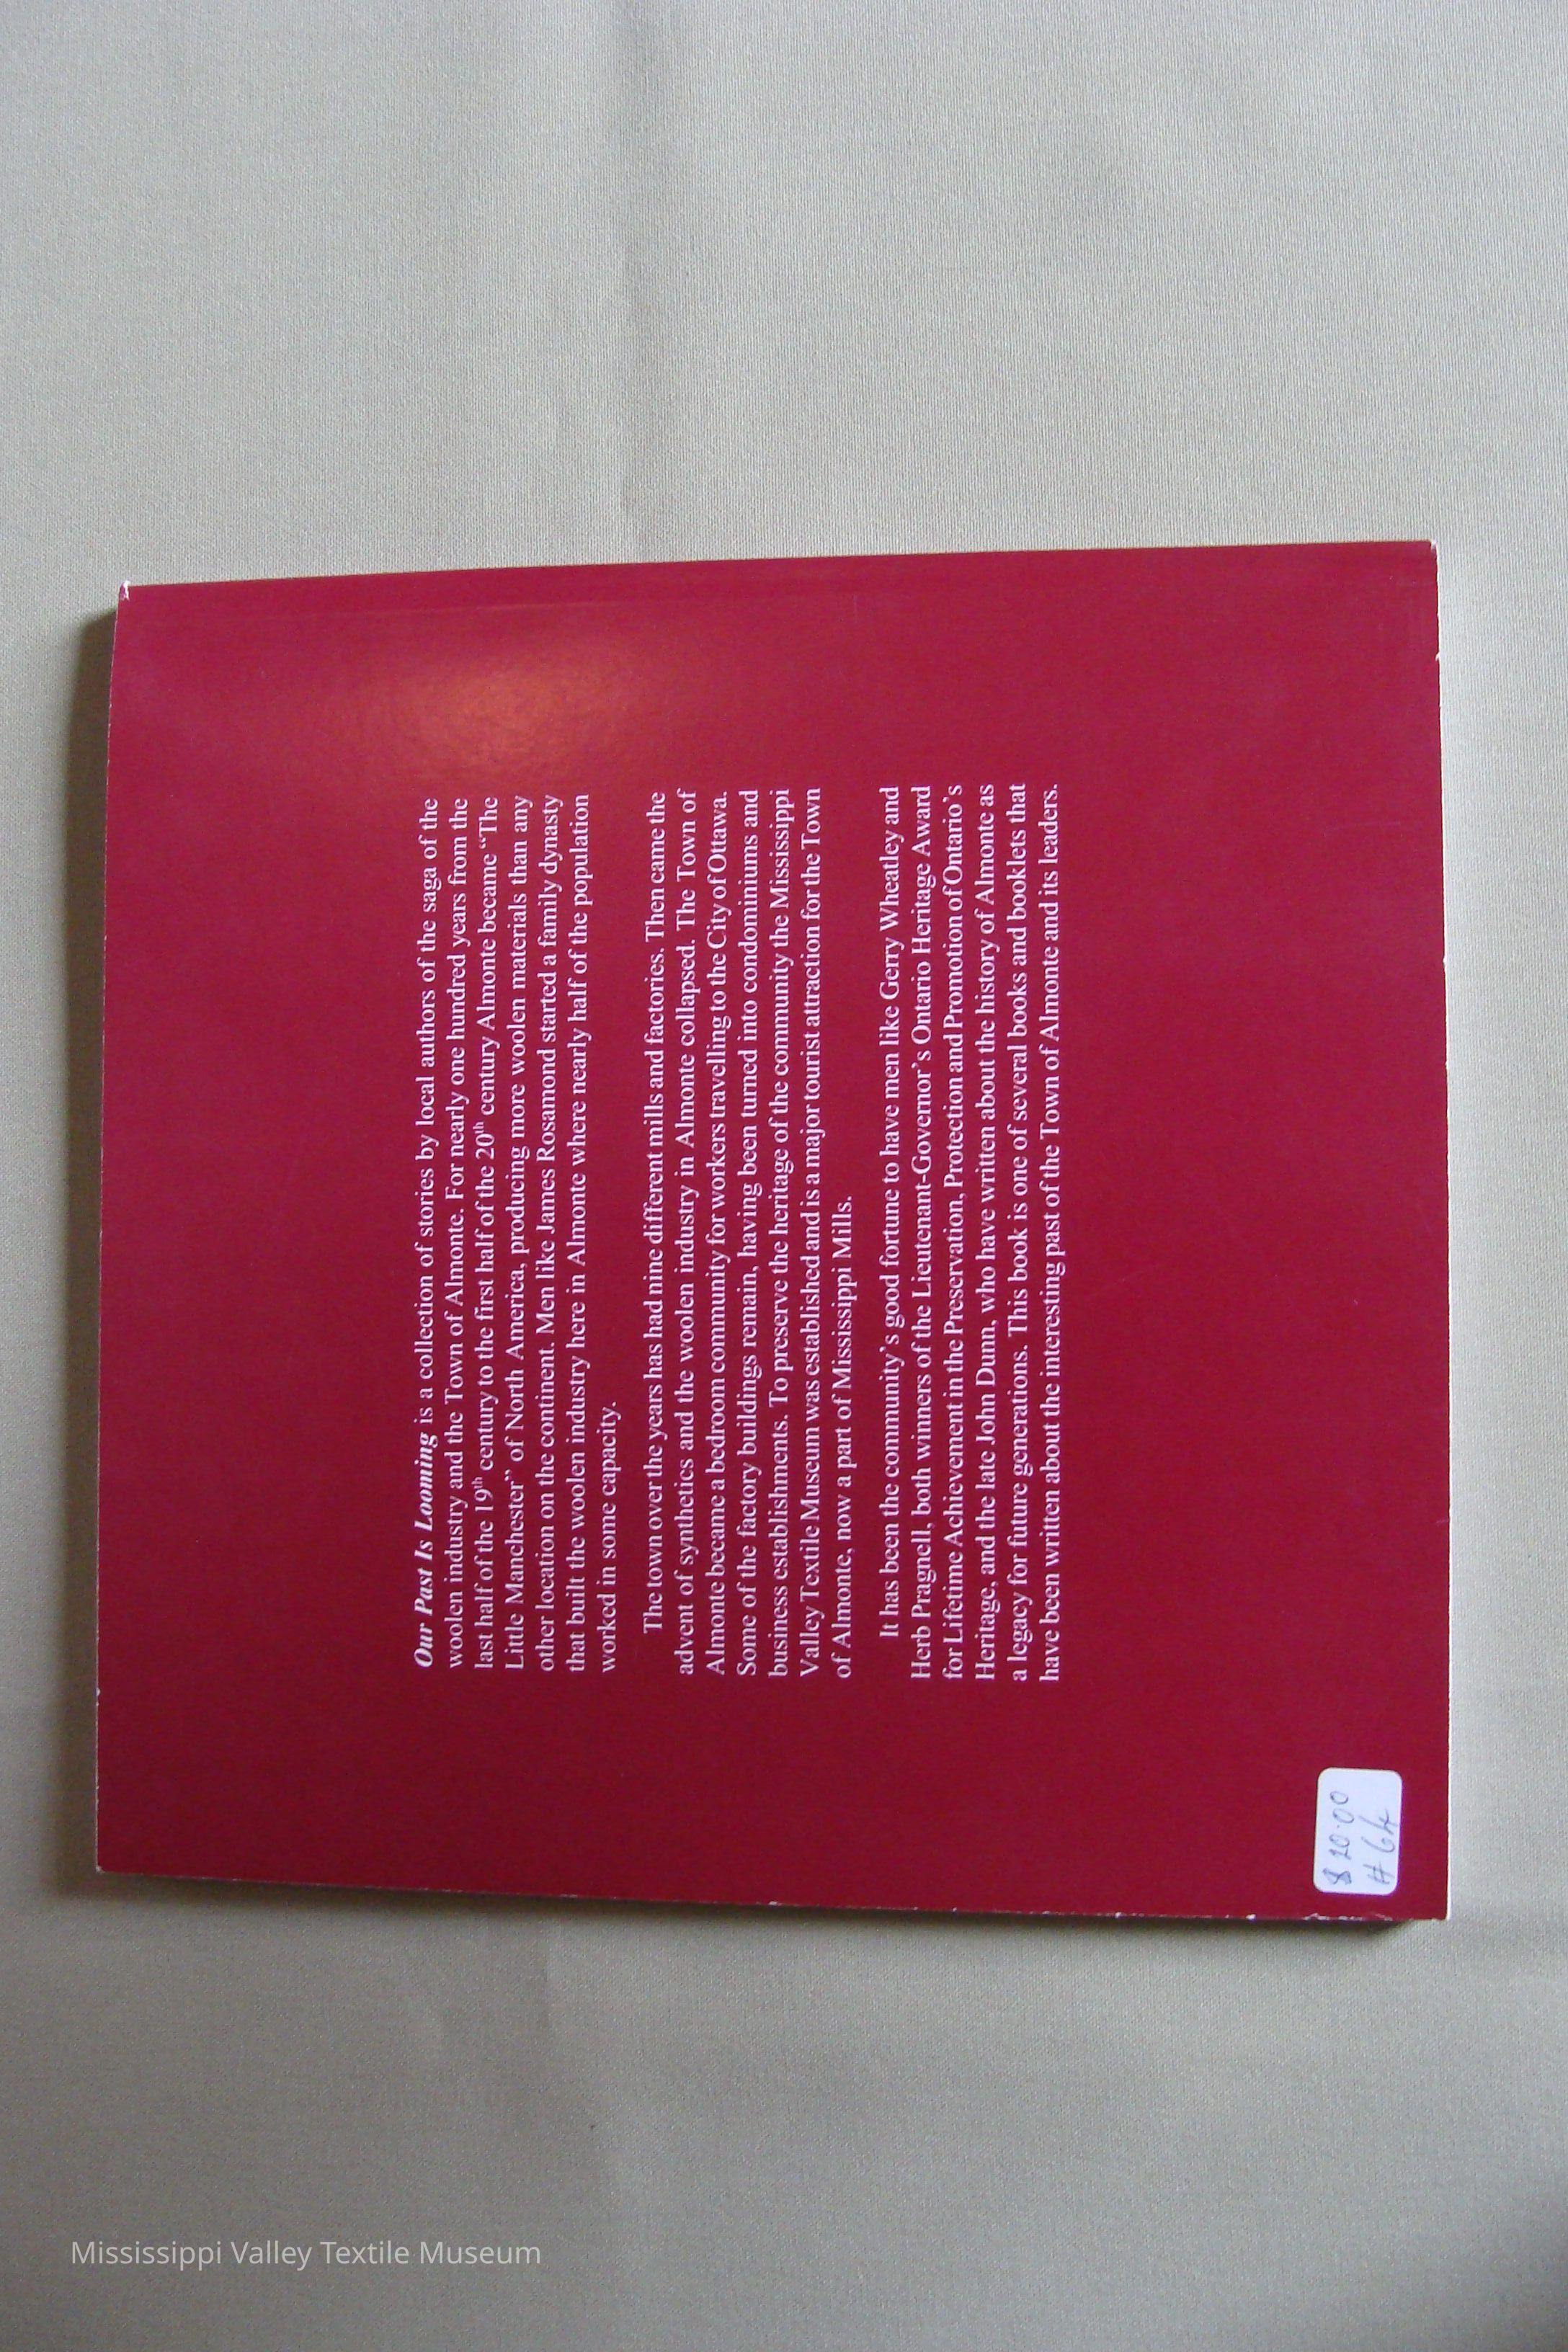 Our Past Is Looming is a collection of stories by local authors of the saga of the
woolen industry and the Town of Almonte. For nearly one hundred years from the
last half of the 19th century to the first half of the 20th century Almonte became “The
Little Manchester” of North America, producing more woolen materials than any
other location on the continent. Men like James Rosamond started a family dynasty
that built the woolen industry here in Almonte where nearly half of the population
worked in some capacity.
The town over the years has had nine different mills and factories. Then came the
advent of synthetics and the woolen industry in Almonte collapsed. The Town of
Almonte became a bedroom community for workers travelling to the City of Ottawa.
Some of the factory buildings remain, having been turned into condominiums and
business establishments. To preserve the heritage of the community the Mississippi
Valley Textile Museum was established and is a major tourist attraction for the Town
of Almonte, now a part of Mississippi Mills.
It has been the community’s good fortune to have men like Gerry Wheatley and
Herb Pragnell, both winners of the Lieutenant-Governor’s Ontario Heritage Award
for Lifetime Achievement in the Preservation, Protection and Promotion of Ontario’s
Heritage, and the late John Dunn, who have written about the history of Almonte as
a legacy for future generations. This book is one of several books and booklets that
have been written about the interesting past of the Town of Almonte and its leaders.
$ 20.00
# 64
Mississippi Valley Textile Museum